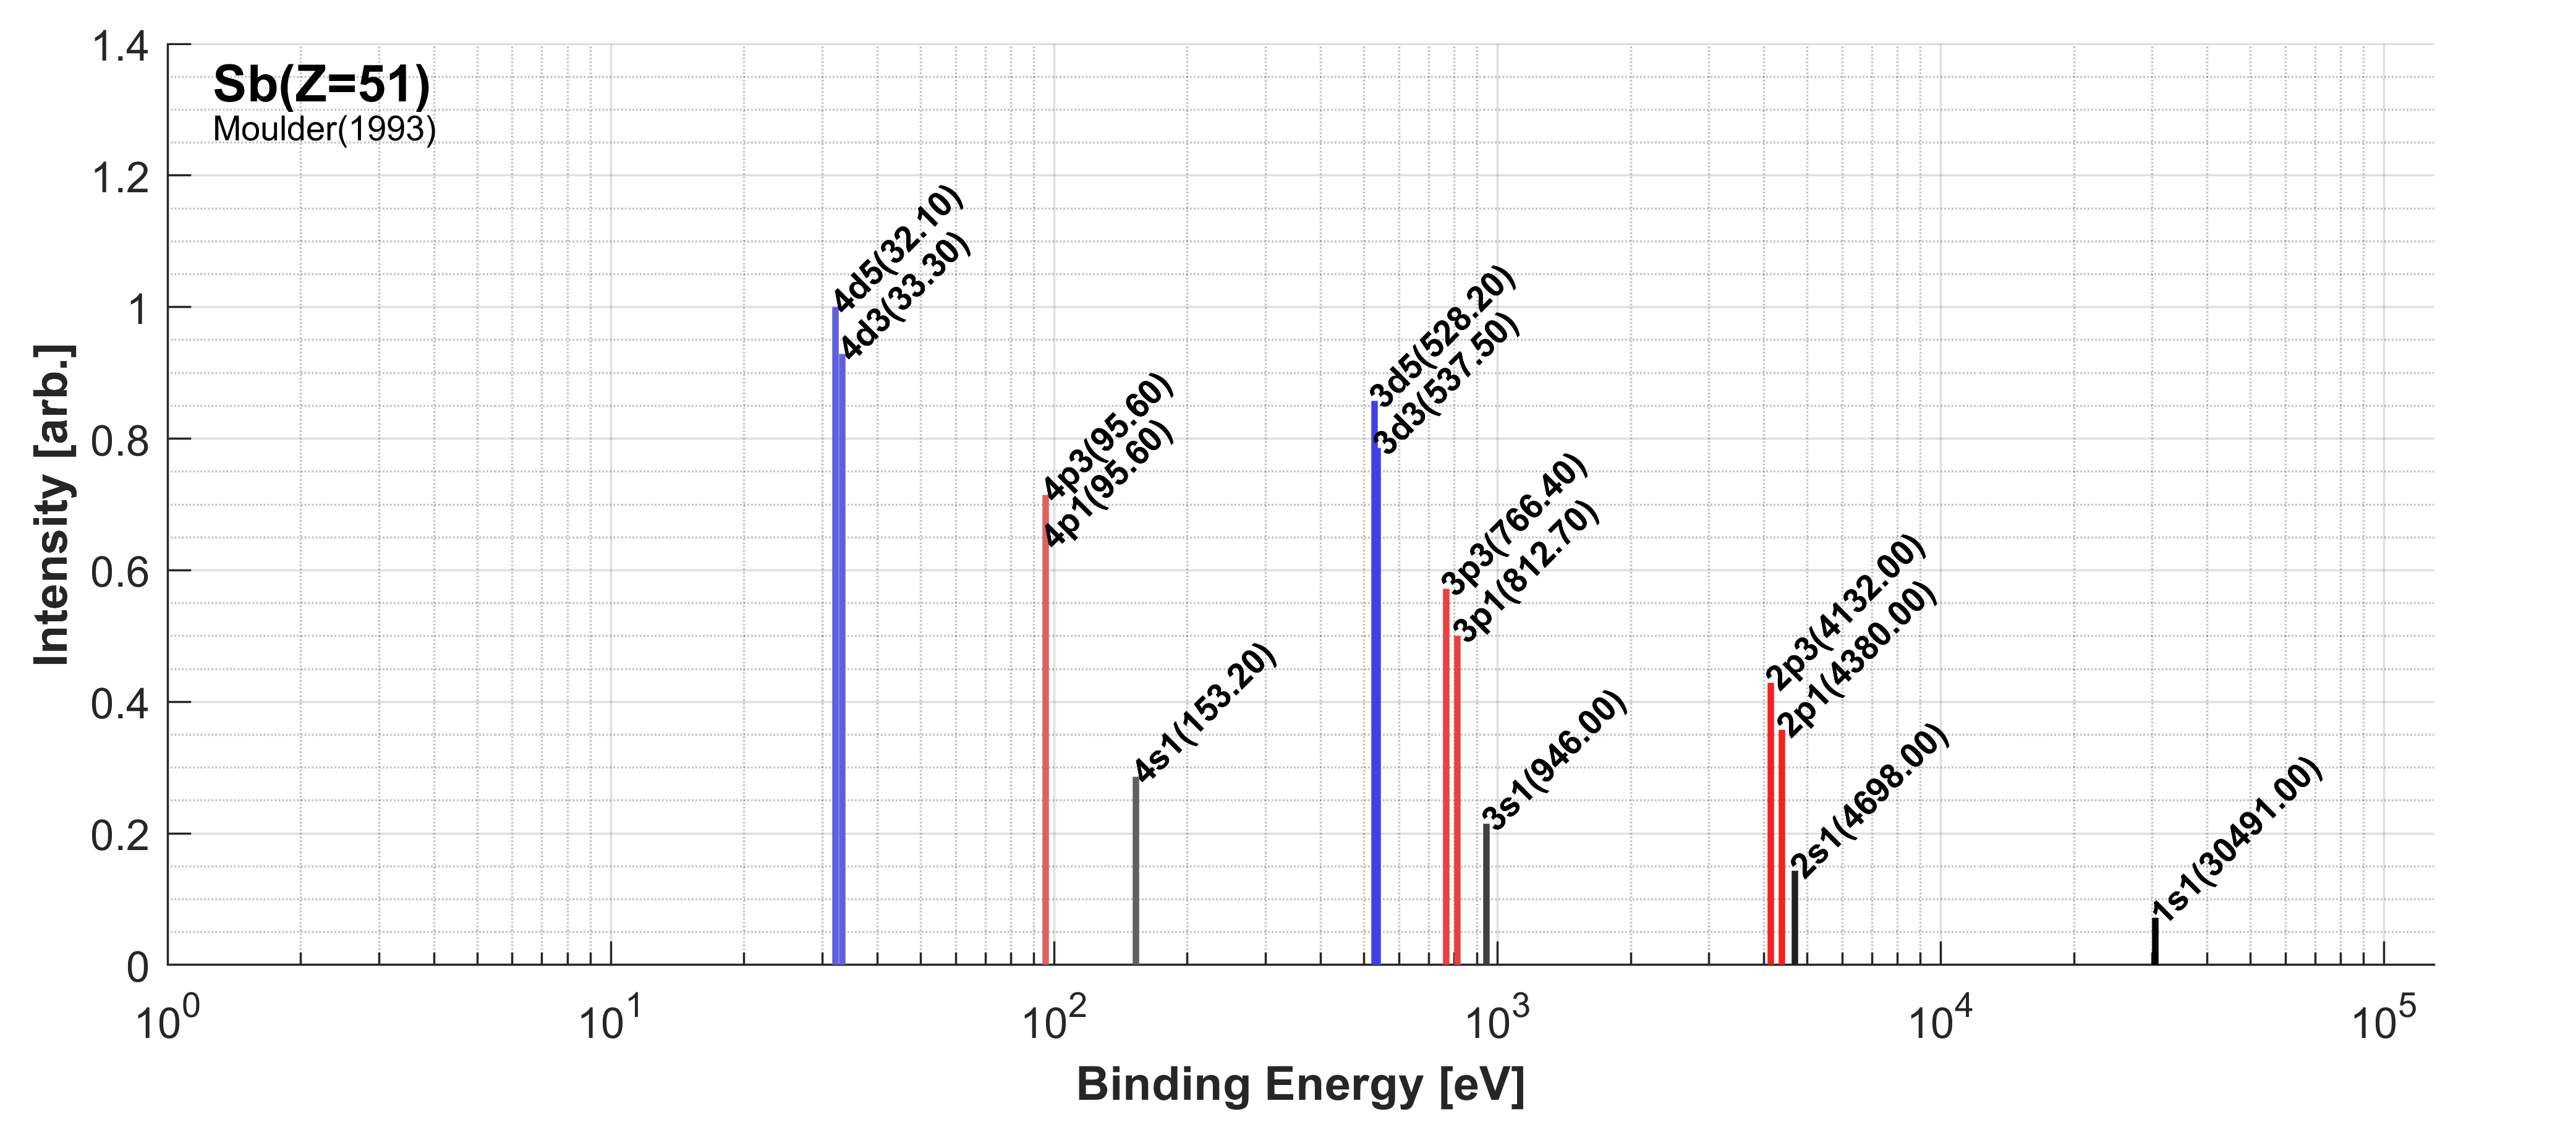 Sb(Z=51)
Moulder(1993)
1.4
1.2
1
0.8
0.6
0.4
0.2
0
Intensity [arb.]
4d5(32.10)
4d3(33.30)
4p3(95.60)
4p1(95.60)
4s1(153.20)
3d5(528.20)
3d3(537.50)
3p3(766.40)
3p1(812.70)
3s1(946.00)
2p3(4132.00)
2p1(4380.00)
2s1(4698.00)
1s1(30491.00)
10^0
10^1
10^2
10^3
10^4
10^5
Binding Energy [eV]